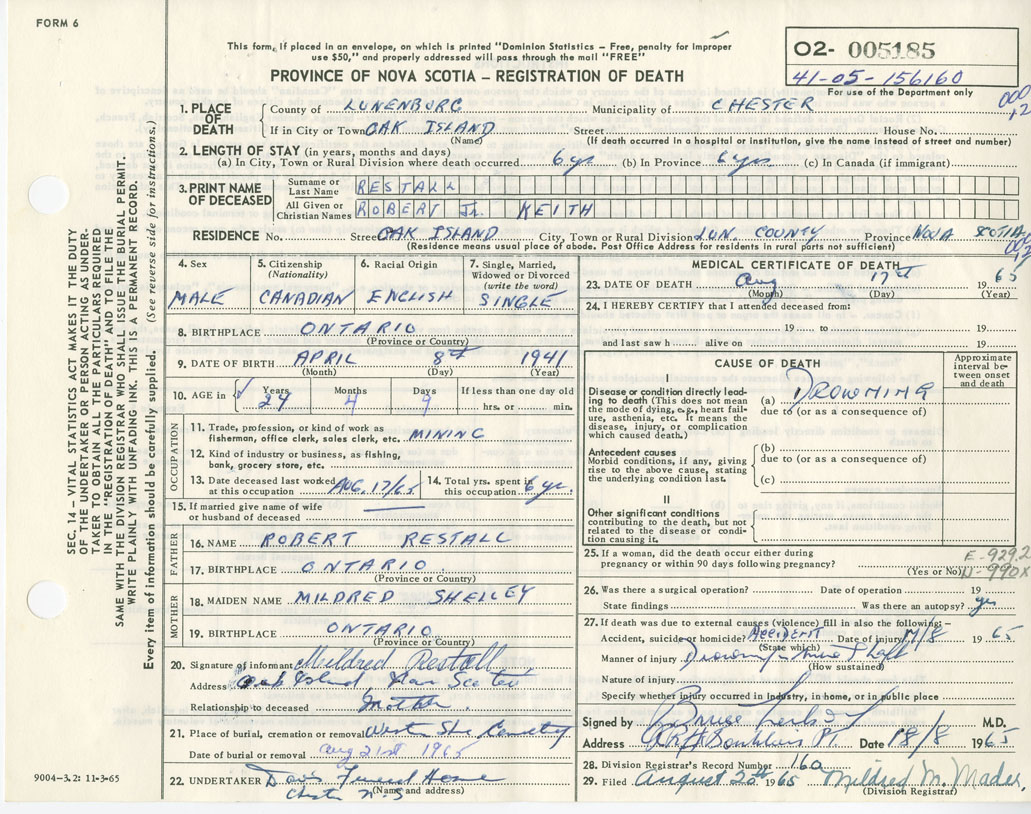 FORM 6
This form, if placed in an envelope, on which is printed "Dominion Statistics – Free, penalty for improper
use $50," and properly addressed will pass through the mail "FREE"
PROVINCE OF NOVA SCOTIA – REGISTRATION OF DEATH
O2- 005185
41-05-156160
For use of the Department only
SEC. 14 – VITAL STATISTICS ACT MAKES IT THE DUTY
OF THE UNDERTAKER OR PERSON ACTING AS UNDER-
TAKER TO OBTAIN ALL THE PARTICULARS REQUIRED
IN THE "REGISTRATION OF DEATH" AND TO FILE THE
SAME WITH THE DIVISION REGISTRAR WHO SHALL ISSUE THE BURIAL PERMIT.
WRITE PLAINLY WITH UNFADING INK. THIS IS A PERMANENT RECORD.
Every item of information should be carefully supplied. (See reverse side for instructions.)
1. PLACE OF DEATH County of LUNENBURG Municipality of CHESTER
If in City or Town OAK ISLAND Street House No.
(Name) (If death occurred in a hospital or institution, give the name instead of street and number)
2. LENGTH OF STAY (in years, months and days)
(a) In City, Town or Rural Division where death occurred 6 yr (b) In Province 6 yrs (c) In Canada (if immigrant)
3. PRINT NAME OF DECEASED Surname or Last Name RESTALL
All Given or Christian Names ROBERT Jr. KEITH
RESIDENCE No. Street OAK ISLAND City, Town or Rural Division LUN. COUNTY Province NOVA SCOTIA
(Residence means usual place of abode. Post Office Address for residents in rural parts not sufficient)
4. Sex MALE
5. Citizenship (Nationality) CANADIAN
6. Racial Origin ENGLISH
7. Single, Married, Widowed or Divorced (write the word) SINGLE
8. BIRTHPLACE ONTARIO
(Province or Country)
9. DATE OF BIRTH APRIL 8th 1941
(Month) (Day) (Year)
10. AGE in Years 24 Months 4 Days 9 If less than one day old
hrs. or min.
OCCUPATION
11. Trade, profession, or kind of work as
fisherman, office clerk, sales clerk, etc. MINING
12. Kind of industry or business, as fishing,
bank, grocery store, etc.
13. Date deceased last worked at this occupation AUG. 17/65
14. Total yrs. spent in this occupation 6 yr.
15. If married give name of wife
or husband of deceased
FATHER
16. NAME ROBERT RESTALL
17. BIRTHPLACE ONTARIO
(Province or Country)
MOTHER
18. MAIDEN NAME MILDRED SHELLEY
19. BIRTHPLACE ONTARIO
(Province or Country)
20. Signature of informant Mildred Restall
Address Oak Island Nova Scotia
Relationship to deceased Mother
21. Place of burial, cremation or removal Western Shr Cemetery
Date of burial or removal Aug 21st 1965
22. UNDERTAKER Davis Funeral Home
Chester N.S (Name and address)
MEDICAL CERTIFICATE OF DEATH
23. DATE OF DEATH Aug 17th 1965
(Month) (Day) (Year)
24. I HEREBY CERTIFY that I attended deceased from:
19 to 19
and last saw h alive on 19
CAUSE OF DEATH
Approximate interval between onset and death
I
Disease or condition directly leading to death (This does not mean the mode of dying, e.g., heart failure, asthenia, etc. It means the disease, injury, or complication which caused death.)
(a) DROWNING
due to (or as a consequence of)
Antecedent causes
Morbid conditions, if any, giving rise to the above cause, stating the underlying condition last.
(b)
due to (or as a consequence of)
(c)
II
Other significant conditions
contributing to the death, but not related to the disease or condition causing it.
25. If a woman, did the death occur either during
pregnancy or within 90 days following pregnancy?
(Yes or No)
E-9292
N-990X
26. Was there a surgical operation? Date of operation 19
State findings Was there an autopsy? yes
27. If death was due to external causes (violence) fill in also the following:–
Accident, suicide or homicide? Accident Date of injury 17/8 1965
(State which)
Manner of injury Drowning – mine shaft
(How sustained)
Nature of injury
Specify whether injury occurred in industry, in home, or in public place
Signed by Bruce M.D.
Address Date 18/8 1965
28. Division Registrar's Record Number 160
29. Filed August 25th 1965 Mildred M. Mader
(Division Registrar)
9004–3.2: 11-3-65